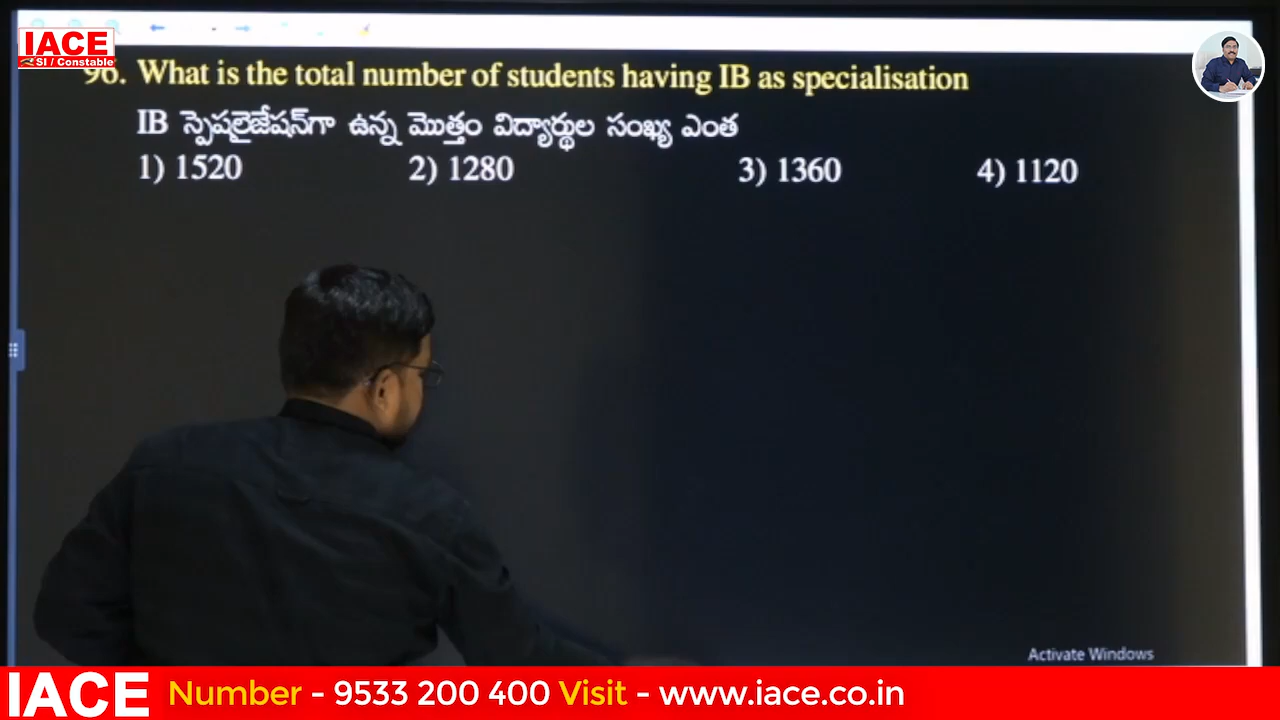 IACE
SI / Constable
96. What is the total number of students having IB as specialisation
IB స్పెషలైజేషన్‌గా ఉన్న మొత్తం విద్యార్థుల సంఖ్య ఎంత
1) 1520 2) 1280 3) 1360 4) 1120
Activate Windows
IACE Number - 9533 200 400 Visit - www.iace.co.in